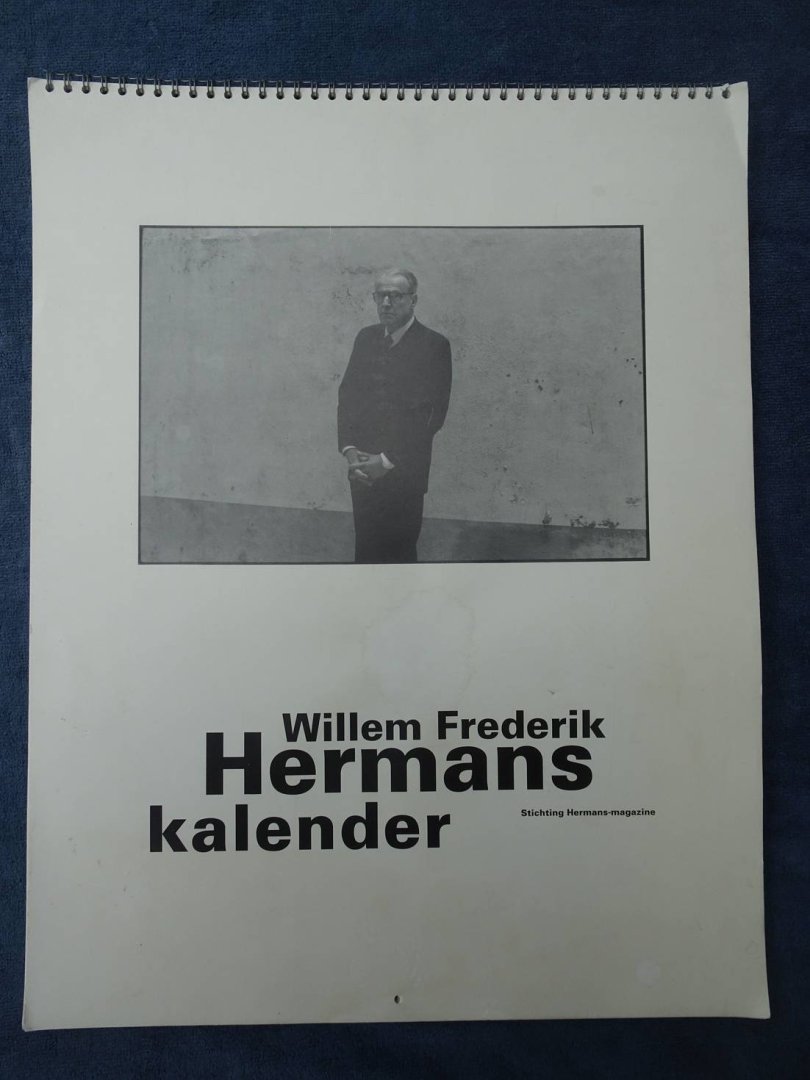 Willem Frederik
Hermans
kalender
Stichting Hermans-magazine